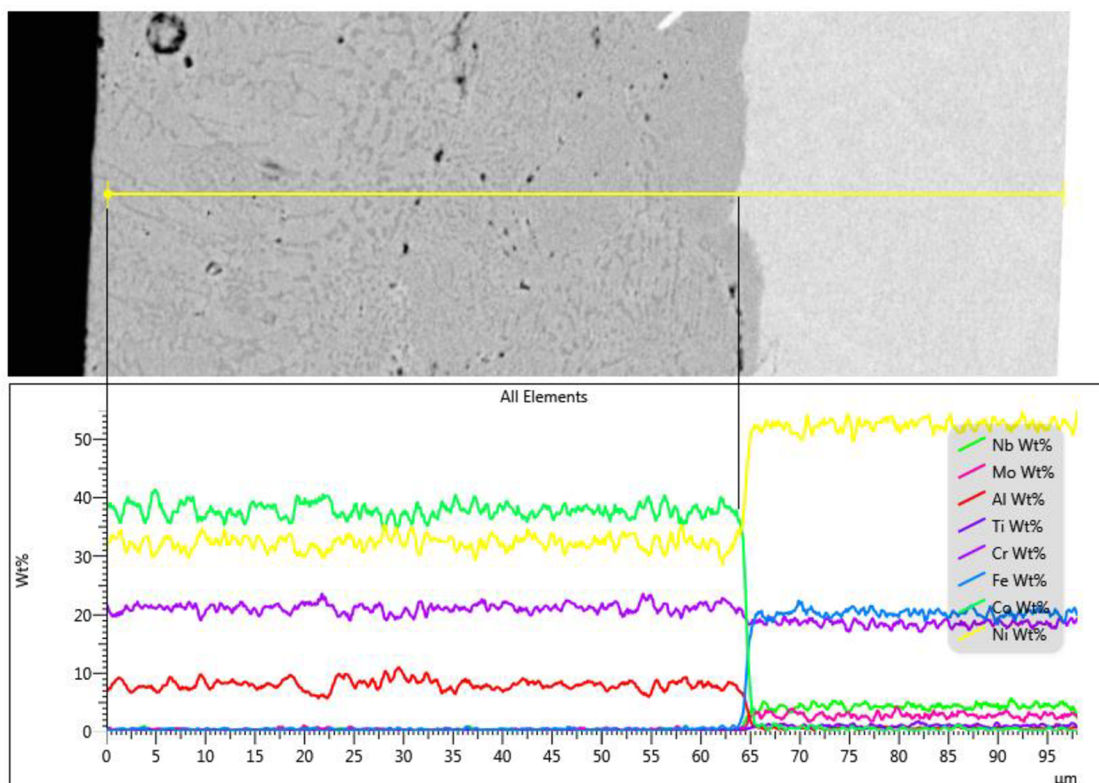 All Elements
Wt%
50
40
30
20
10
0
Nb Wt%
Mo Wt%
Al Wt%
Ti Wt%
Cr Wt%
Fe Wt%
Co Wt%
Ni Wt%
0 5 10 15 20 25 30 35 40 45 50 55 60 65 70 75 80 85 90 95
µm